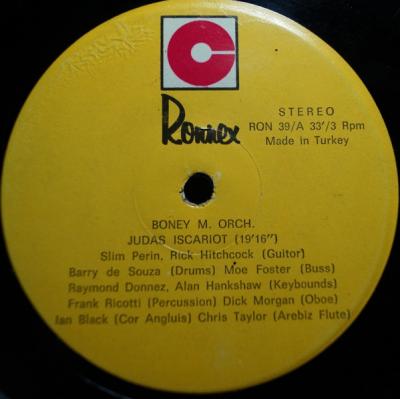 Ronnex
STEREO
RON 39/A 33'/3 Rpm
Made in Turkey
BONEY M. ORCH.
JUDAS ISCARIOT (19'16")
Slim Perin, Rick Hitchcock (Guitor)
Barry de Souza (Drums) Moe Foster (Buss)
Raymond Donnez, Alan Hankshaw (Keybounds)
Frank Ricotti (Percussion) Dick Morgan (Oboe)
Ian Black (Cor Angluis) Chris Taylor (Arebiz Flute)